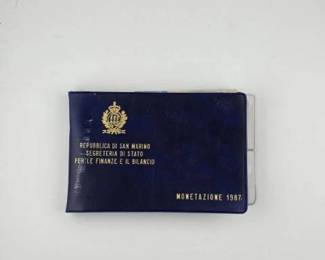 REPUBBLICA DI SAN MARINO
SEGRETERIA DI STATO
PER LE FINANZE E IL BILANCIO
MONETAZIONE 1987